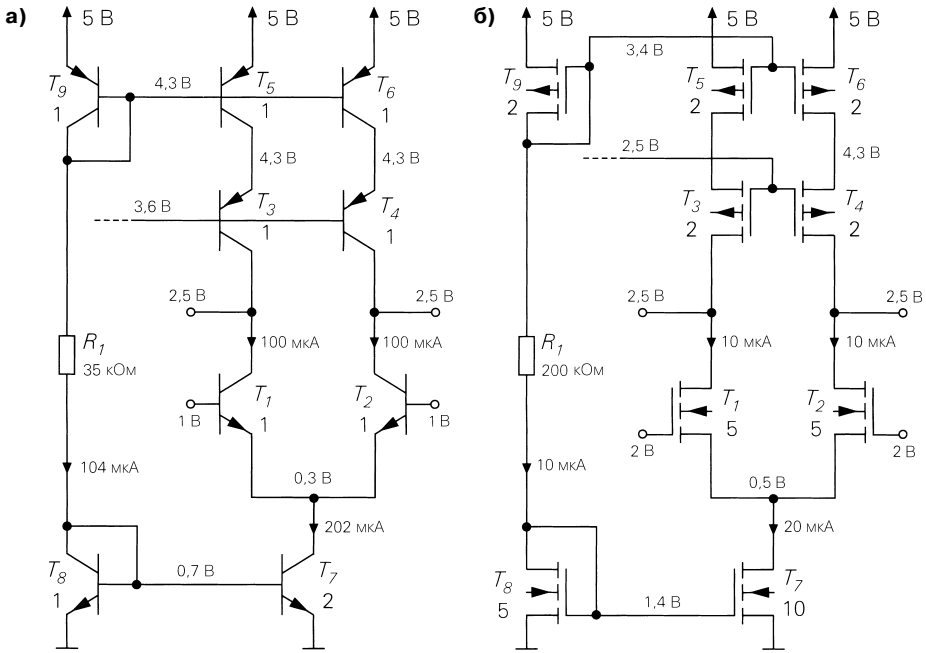 а)
5 В
5 В
5 В
T9
1
4,3 В
T5
1
T6
1
4,3 В
4,3 В
3,6 В
T3
1
T4
1
2,5 В
2,5 В
R1
35 кОм
100 мкА
100 мкА
T1
1
T2
1
1 В
1 В
104 мкА
0,3 В
202 мкА
T8
1
0,7 В
T7
2
б)
5 В
5 В
5 В
3,4 В
T9
2
T5
2
T6
2
2,5 В
4,3 В
T3
2
T4
2
2,5 В
2,5 В
R1
200 кОм
10 мкА
10 мкА
T1
5
T2
5
2 В
2 В
10 мкА
0,5 В
20 мкА
T8
5
1,4 В
T7
10